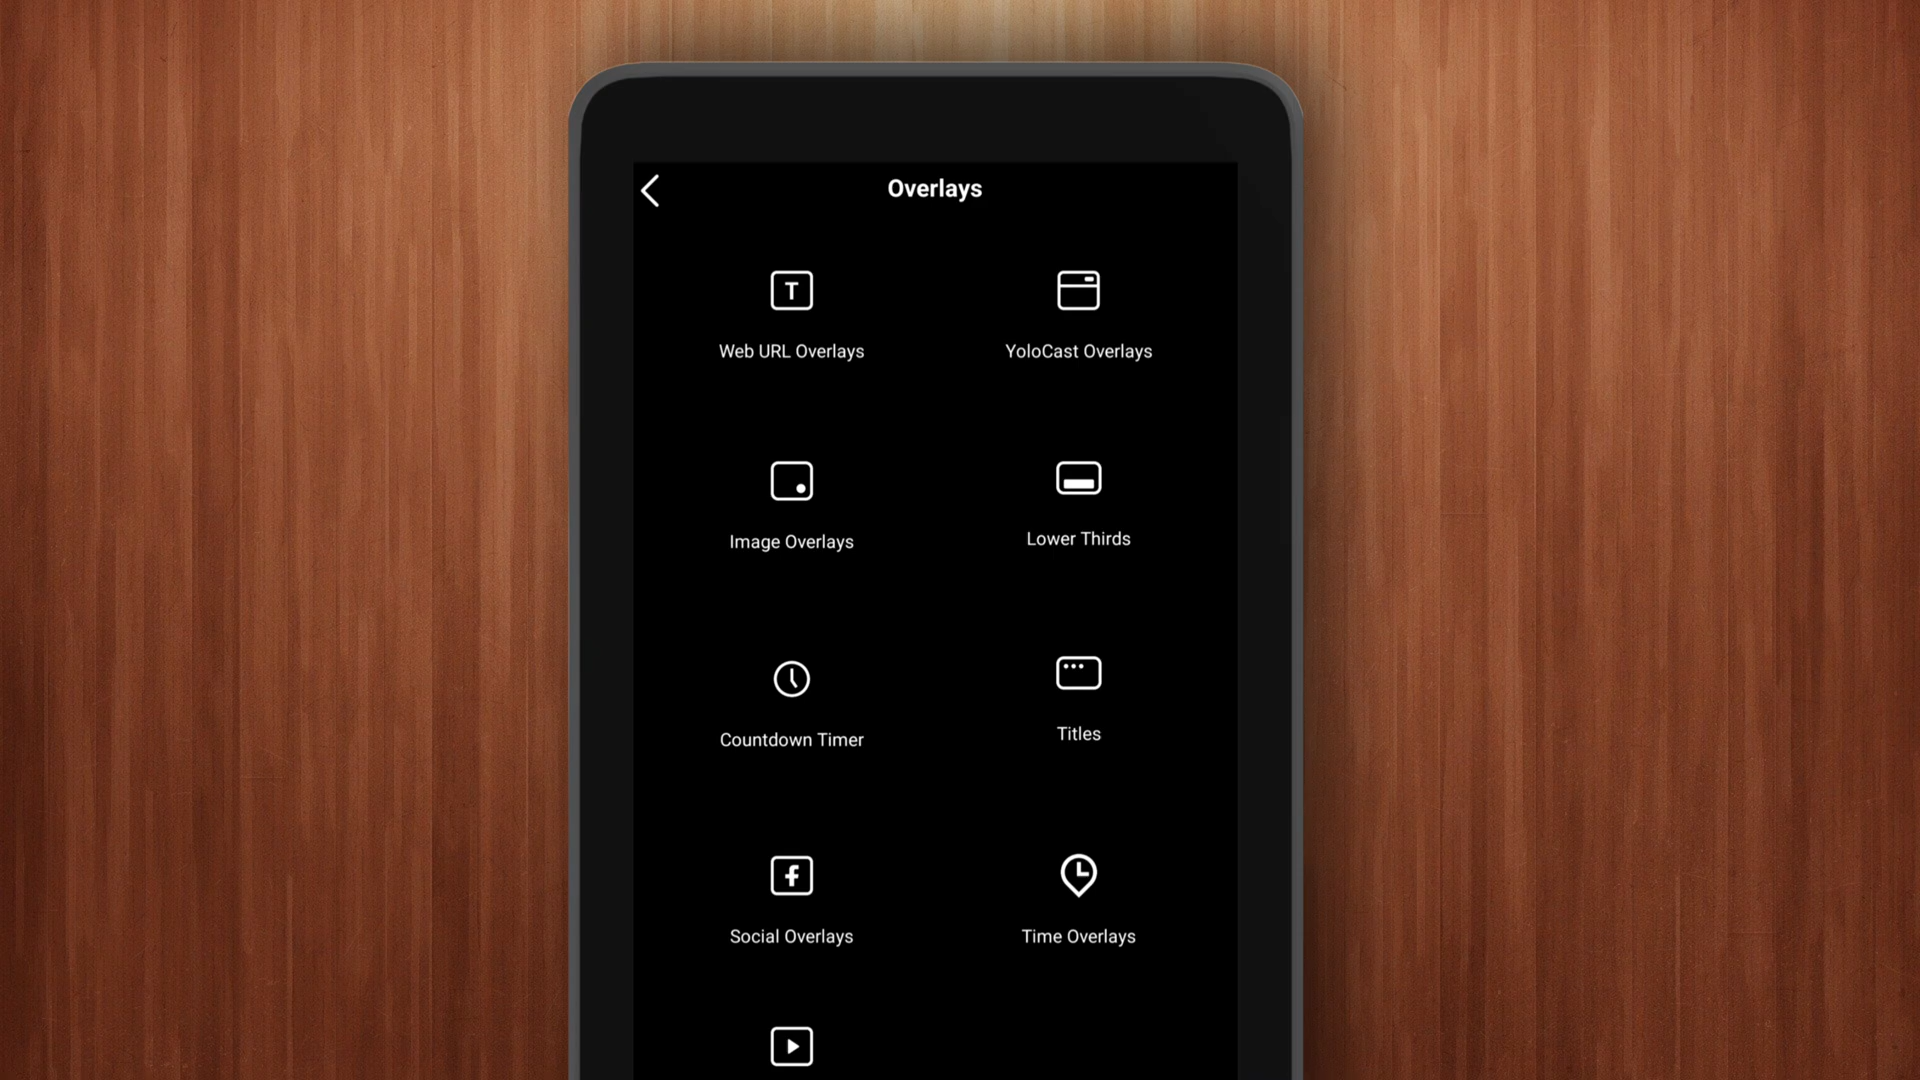 Overlays
T
Web URL Overlays
YoloCast Overlays
Image Overlays
Lower Thirds
Countdown Timer
Titles
f
Social Overlays
Time Overlays